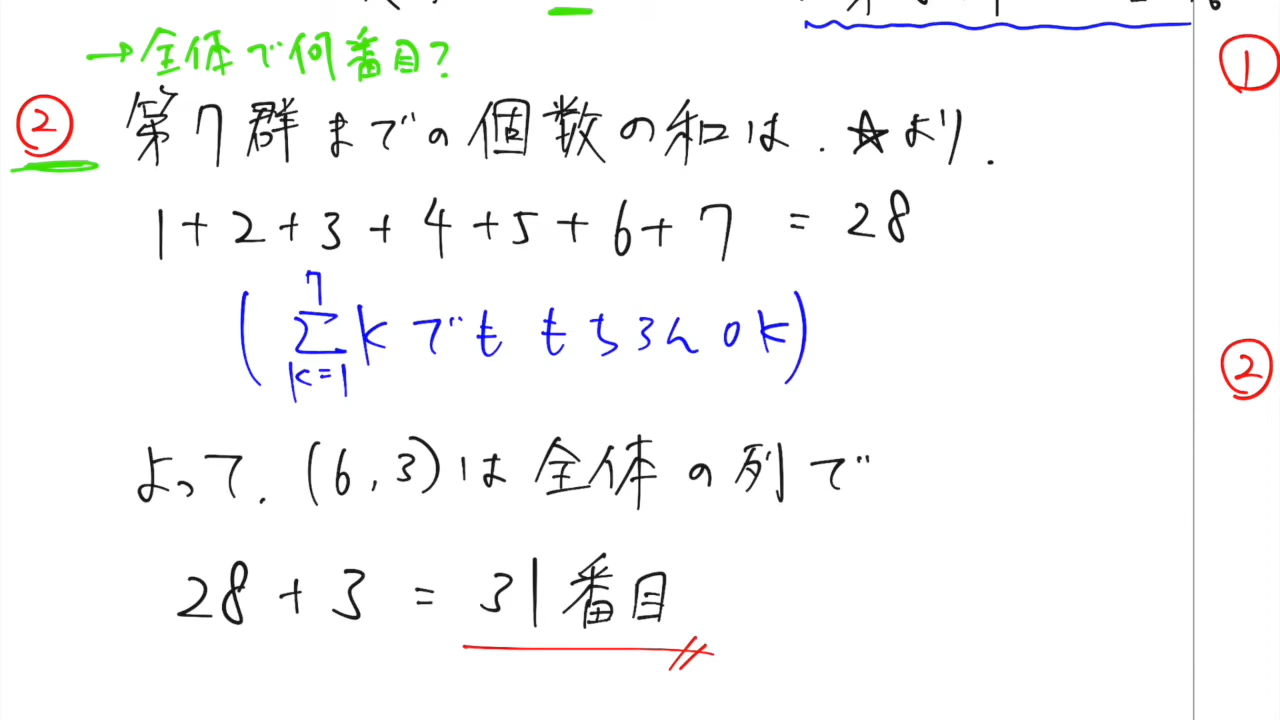 →全体で何番目?
② 第7群までの個数の和は. ☆より.
1+2+3+4+5+6+7 = 28
( \sum_{k=1}^{7} k でももちろんOK)
よって. (6,3)は全体の列で
28+3 = 31番目
①
②